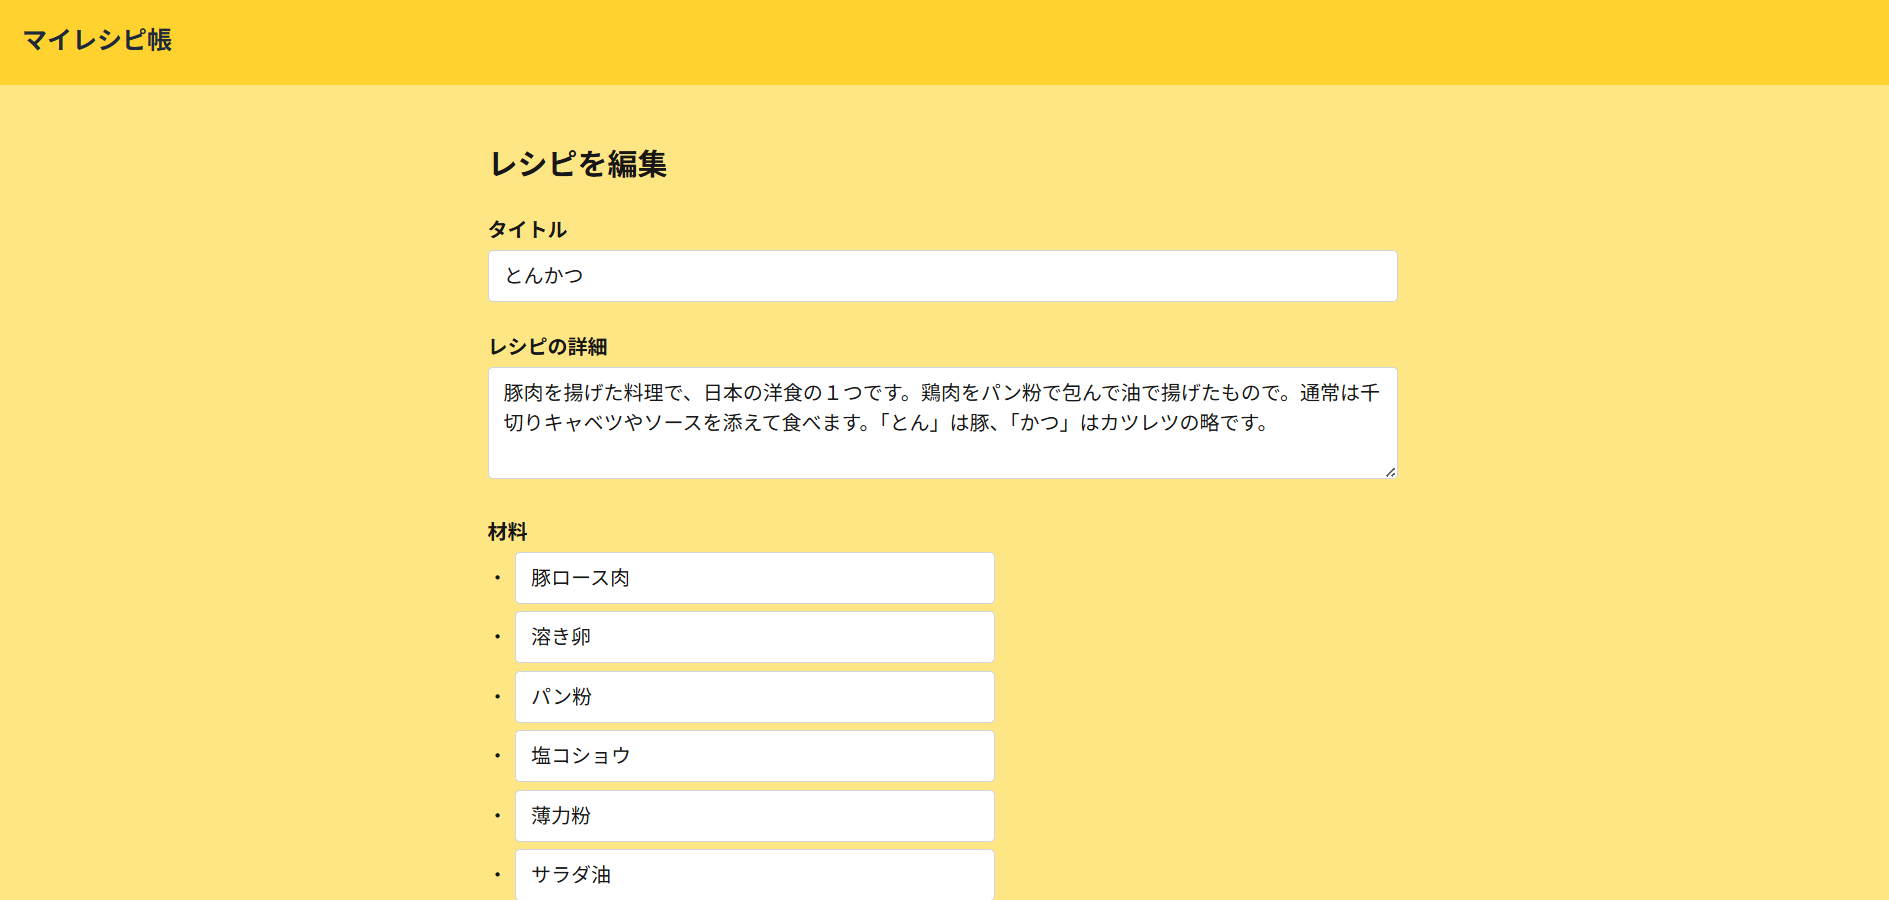 マイレシピ帳
レシピを編集
タイトル
とんかつ
レシピの詳細
豚肉を揚げた料理で、日本の洋食の１つです。鶏肉をパン粉で包んで油で揚げたもので。通常は千
切りキャベツやソースを添えて食べます。「とん」は豚、「かつ」はカツレツの略です。
材料
・ 豚ロース肉
・ 溶き卵
・ パン粉
・ 塩コショウ
・ 薄力粉
・ サラダ油